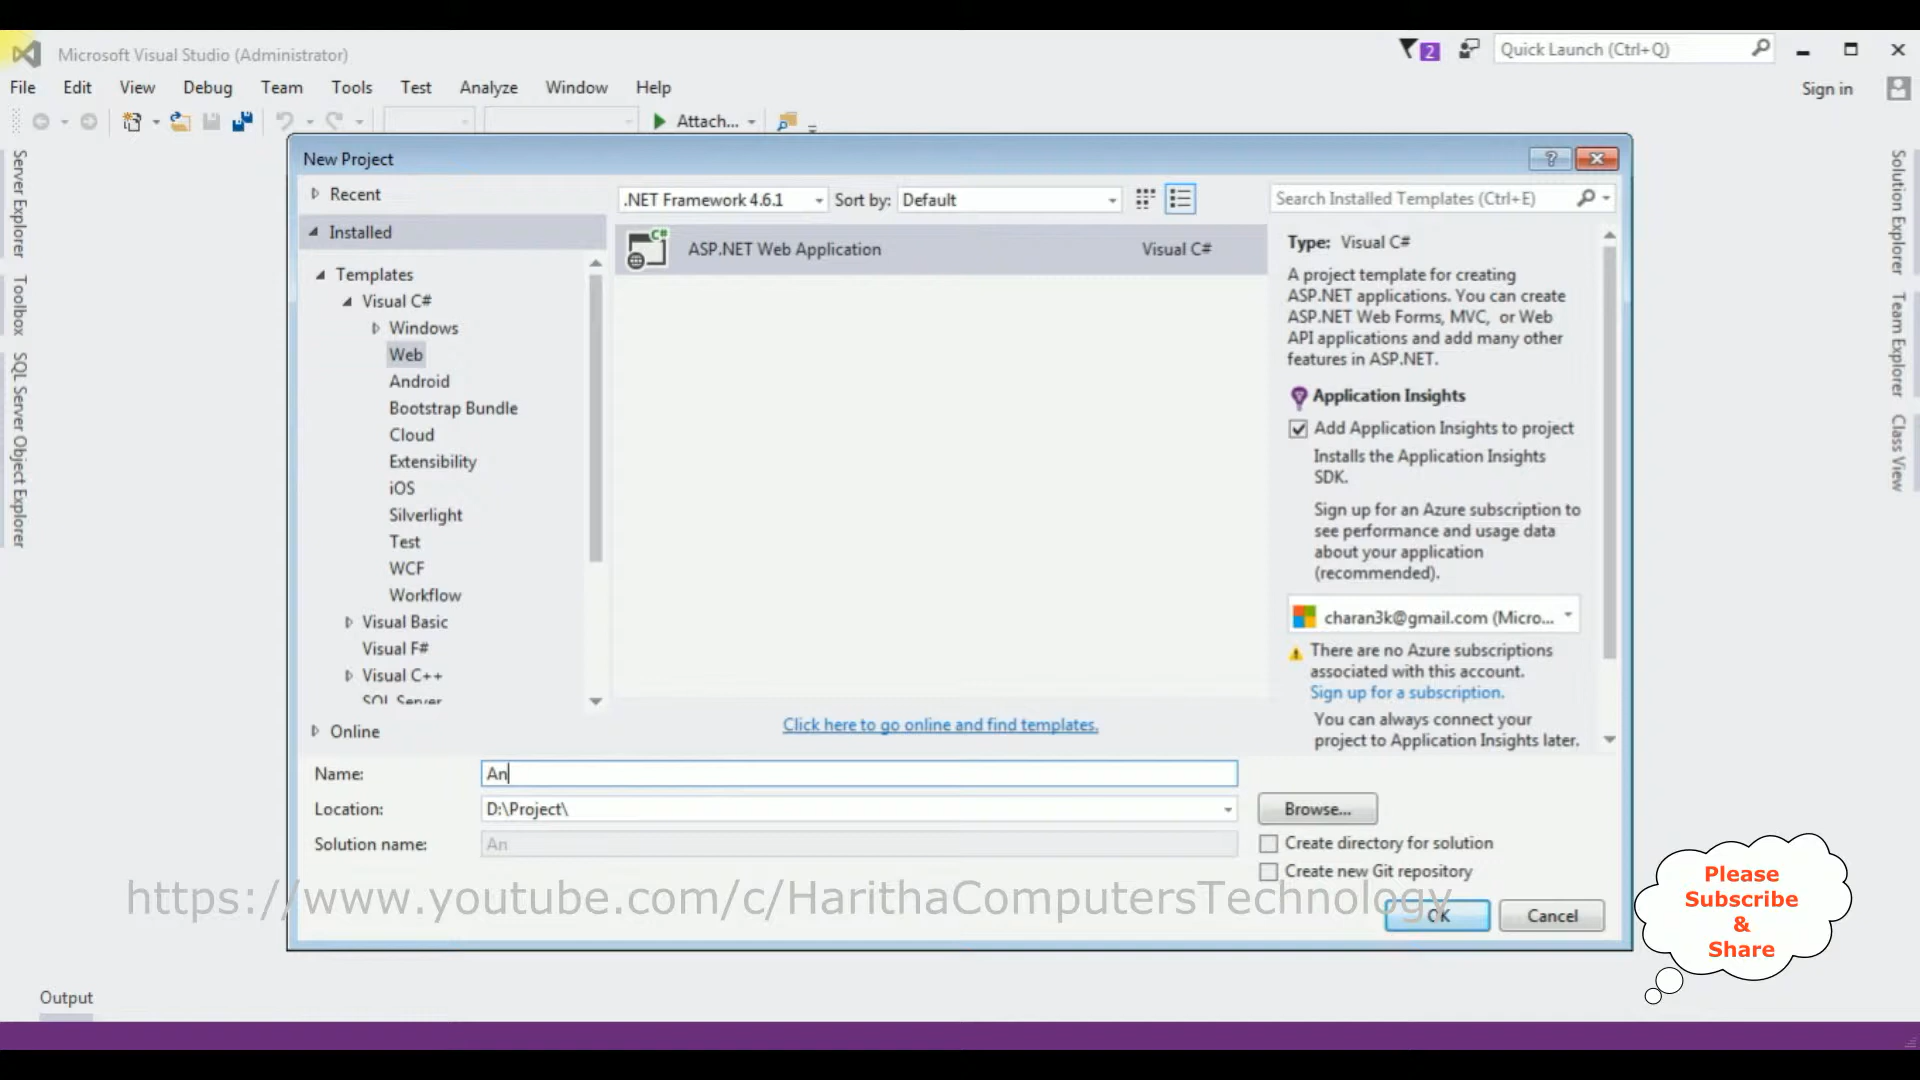 Microsoft Visual Studio (Administrator)
2
Quick Launch (Ctrl+Q)
File Edit View Debug Team Tools Test Analyze Window Help
Sign in
Attach...
Server Explorer
Toolbox
SQL Server Object Explorer
New Project
?
Recent
Installed
Templates
Visual C#
Windows
Web
Android
Bootstrap Bundle
Cloud
Extensibility
iOS
Silverlight
Test
WCF
Workflow
Visual Basic
Visual F#
Visual C++
SQL Server
Online
.NET Framework 4.6.1 Sort by: Default
C# ASP.NET Web Application Visual C#
Click here to go online and find templates.
Search Installed Templates (Ctrl+E)
Type: Visual C#
A project template for creating
ASP.NET applications. You can create
ASP.NET Web Forms, MVC, or Web
API applications and add many other
features in ASP.NET.
Application Insights
Add Application Insights to project
Installs the Application Insights
SDK.
Sign up for an Azure subscription to
see performance and usage data
about your application
(recommended).
charan3k@gmail.com (Micro...
There are no Azure subscriptions
associated with this account.
Sign up for a subscription.
You can always connect your
project to Application Insights later.
Name: An
Location: D:\Project\ Browse...
Solution name: An
Create directory for solution
Create new Git repository
OK Cancel
https://www.youtube.com/c/HarithaComputersTechnology
Solution Explorer
Team Explorer
Class View
Please
Subscribe
&
Share
Output